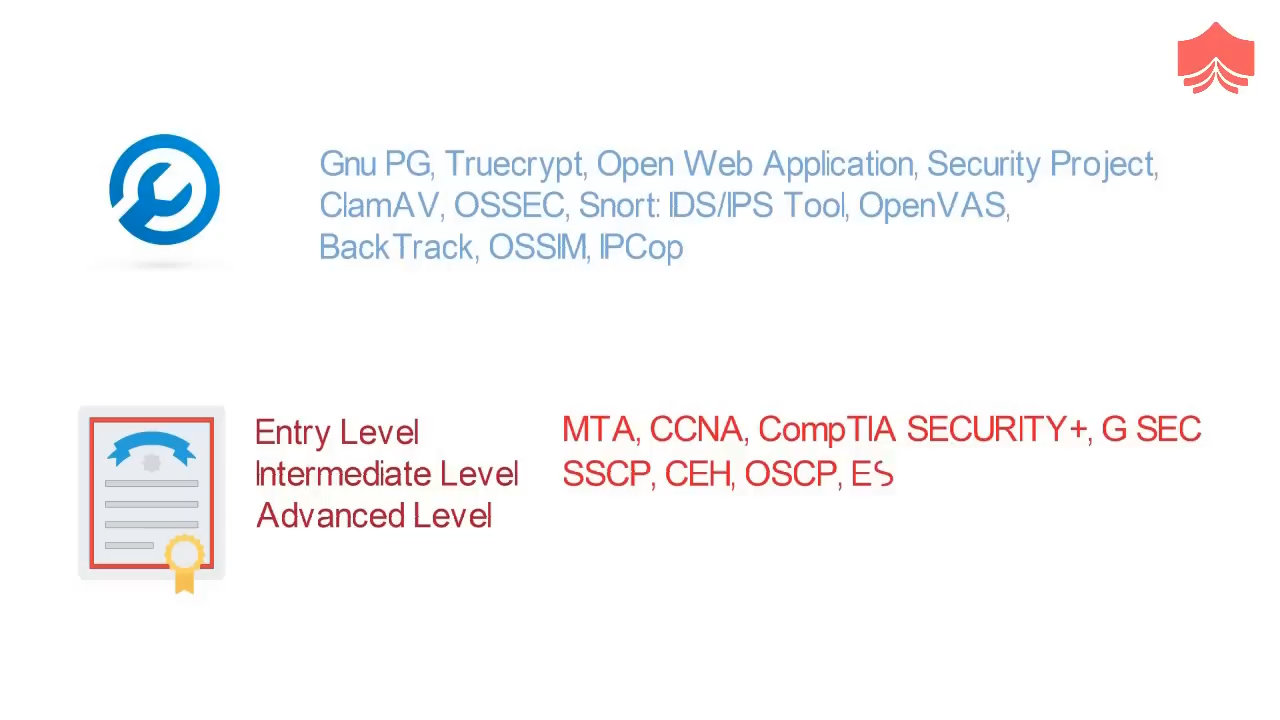 Gnu PG, Truecrypt, Open Web Application, Security Project,
ClamAV, OSSEC, Snort: IDS/IPS Tool, OpenVAS,
BackTrack, OSSIM, IPCop
Entry Level MTA, CCNA, CompTIA SECURITY+, G SEC
Intermediate Level SSCP, CEH, OSCP, ES
Advanced Level